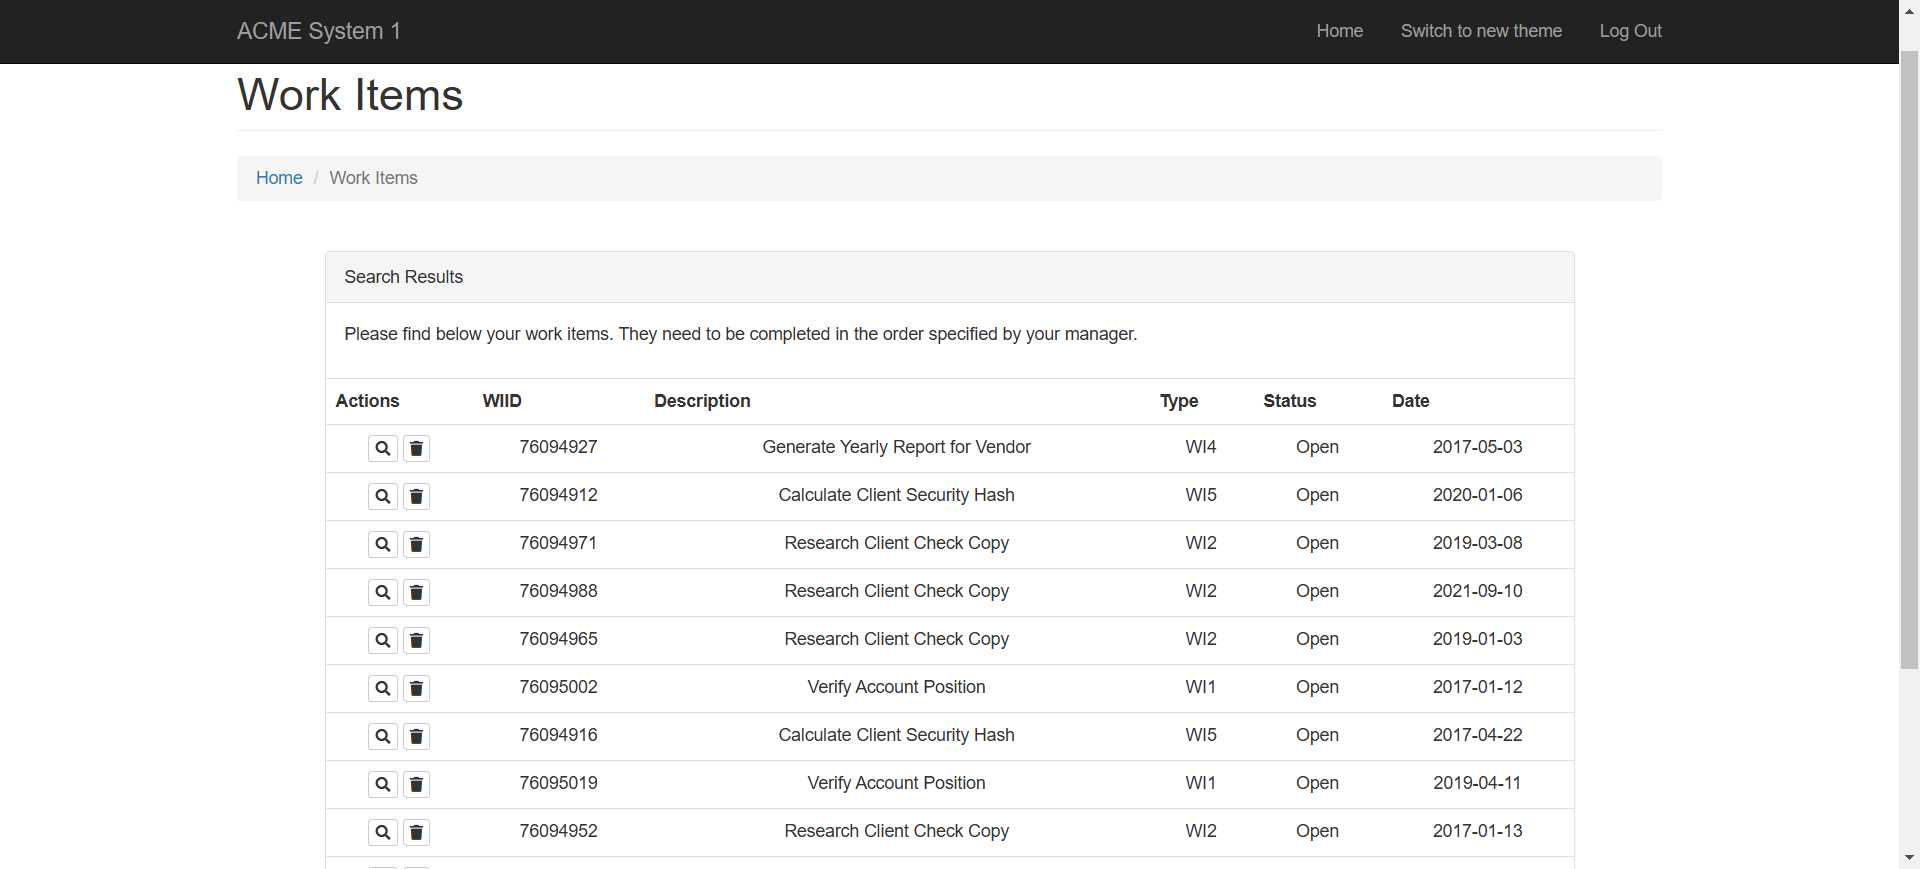 ACME System 1 Home Switch to new theme Log Out
Work Items
Home / Work Items
Search Results
Please find below your work items. They need to be completed in the order specified by your manager.
Actions WIID Description Type Status Date
76094927 Generate Yearly Report for Vendor WI4 Open 2017-05-03
76094912 Calculate Client Security Hash WI5 Open 2020-01-06
76094971 Research Client Check Copy WI2 Open 2019-03-08
76094988 Research Client Check Copy WI2 Open 2021-09-10
76094965 Research Client Check Copy WI2 Open 2019-01-03
76095002 Verify Account Position WI1 Open 2017-01-12
76094916 Calculate Client Security Hash WI5 Open 2017-04-22
76095019 Verify Account Position WI1 Open 2019-04-11
76094952 Research Client Check Copy WI2 Open 2017-01-13